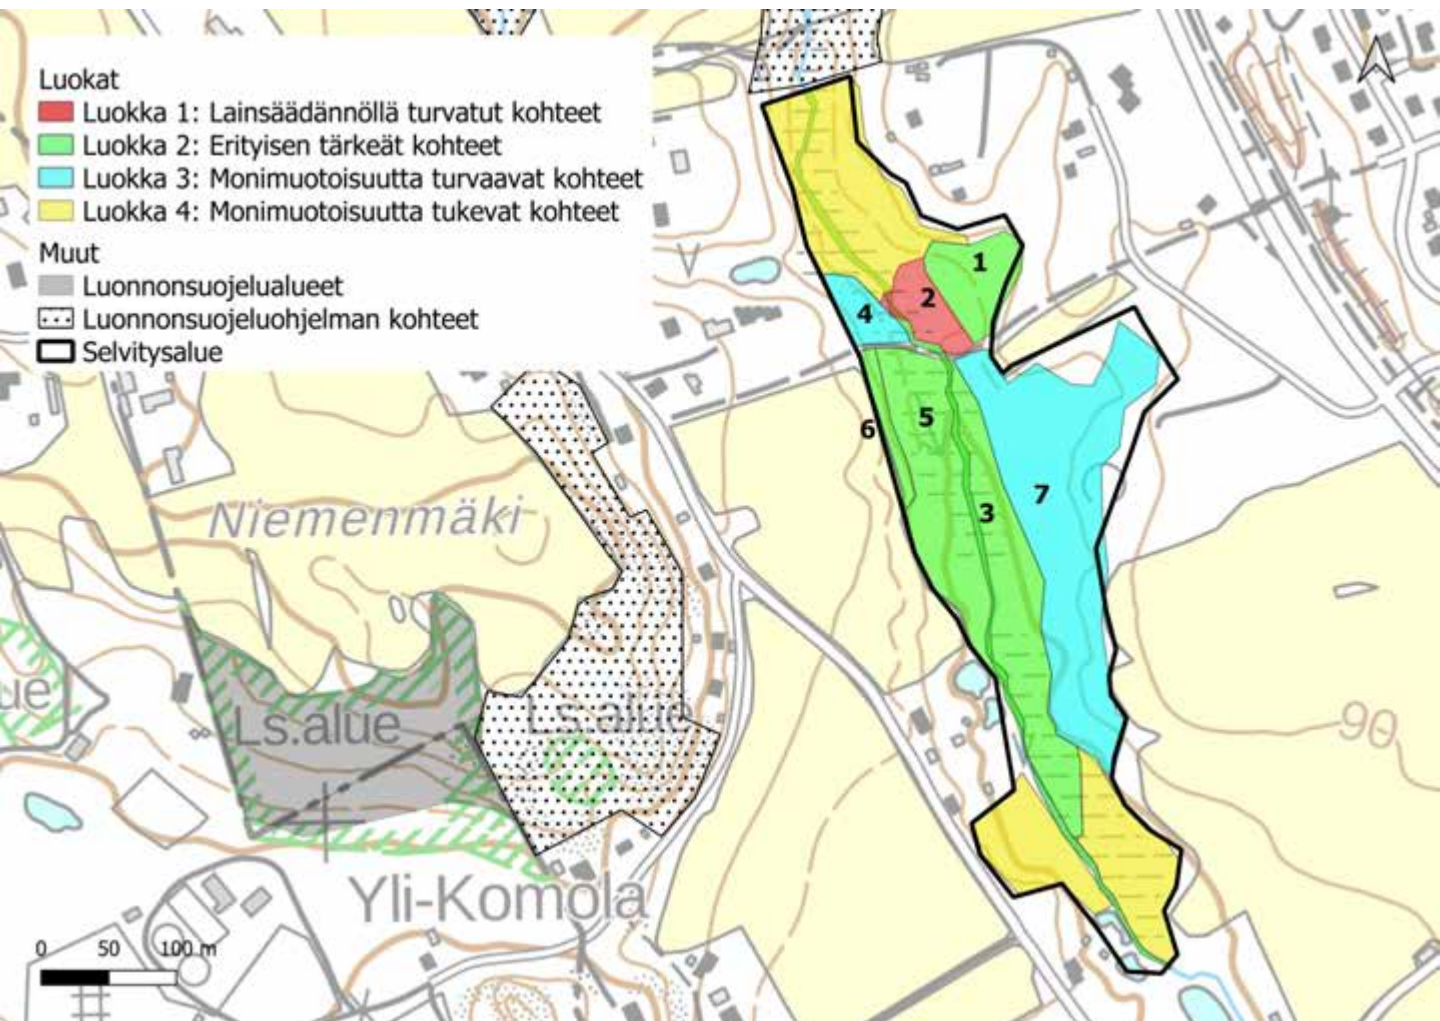 Luokat
Luokka 1: Lainsäädännöllä turvatut kohteet
Luokka 2: Erityisen tärkeät kohteet
Luokka 3: Monimuotoisuutta turvaavat kohteet
Luokka 4: Monimuotoisuutta tukevat kohteet
Muut
Luonnonsuojelualueet
Luonnonsuojeluohjelman kohteet
Selvitysalue
1
2
4
5
6
7
3
Niemenmäki
ue
Ls.alue
Ls.alue
90
Yli-Komola
0 50 100 m